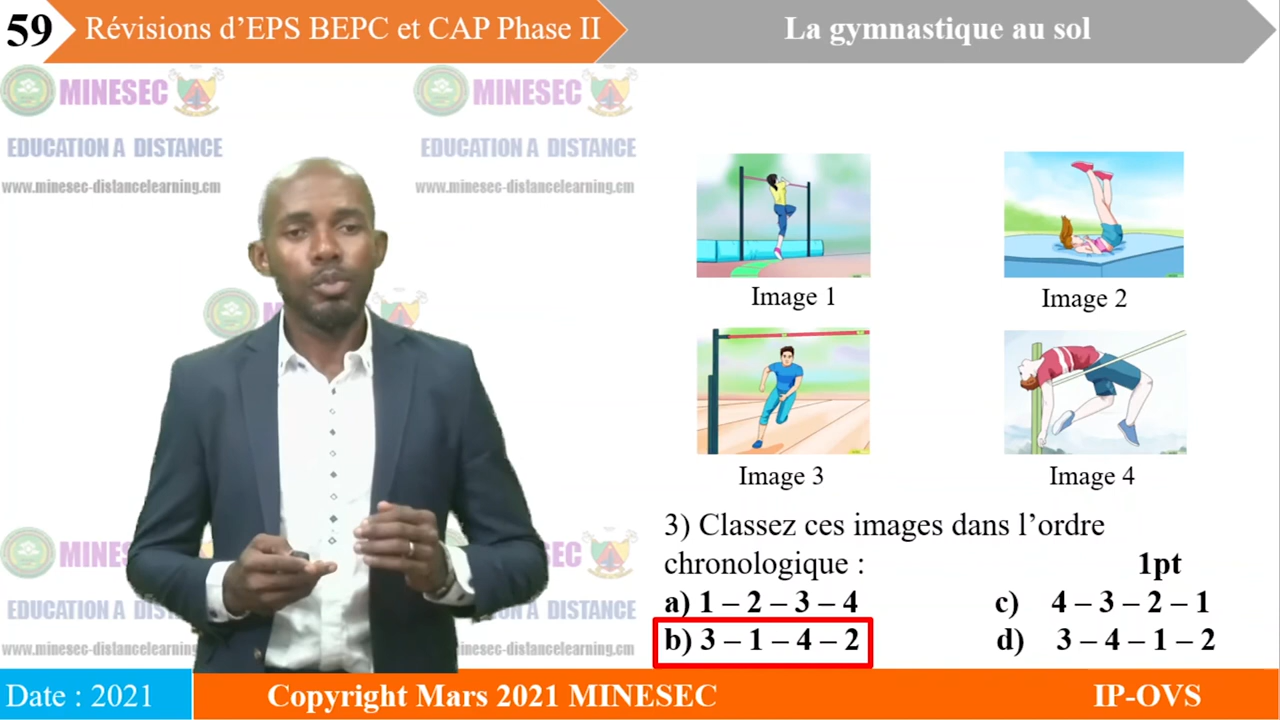 59 Révisions d’EPS BEPC et CAP Phase II La gymnastique au sol
MINESEC MINESEC
EDUCATION A DISTANCE EDUCATION A DISTANCE
www.minesec-distancelearning.cm www.minesec-distancelearning.cm
Image 1 Image 2
Image 3 Image 4
3) Classez ces images dans l’ordre
chronologique : 1pt
a) 1 – 2 – 3 – 4 c) 4 – 3 – 2 – 1
b) 3 – 1 – 4 – 2 d) 3 – 4 – 1 – 2
Date : 2021 Copyright Mars 2021 MINESEC IP-OVS